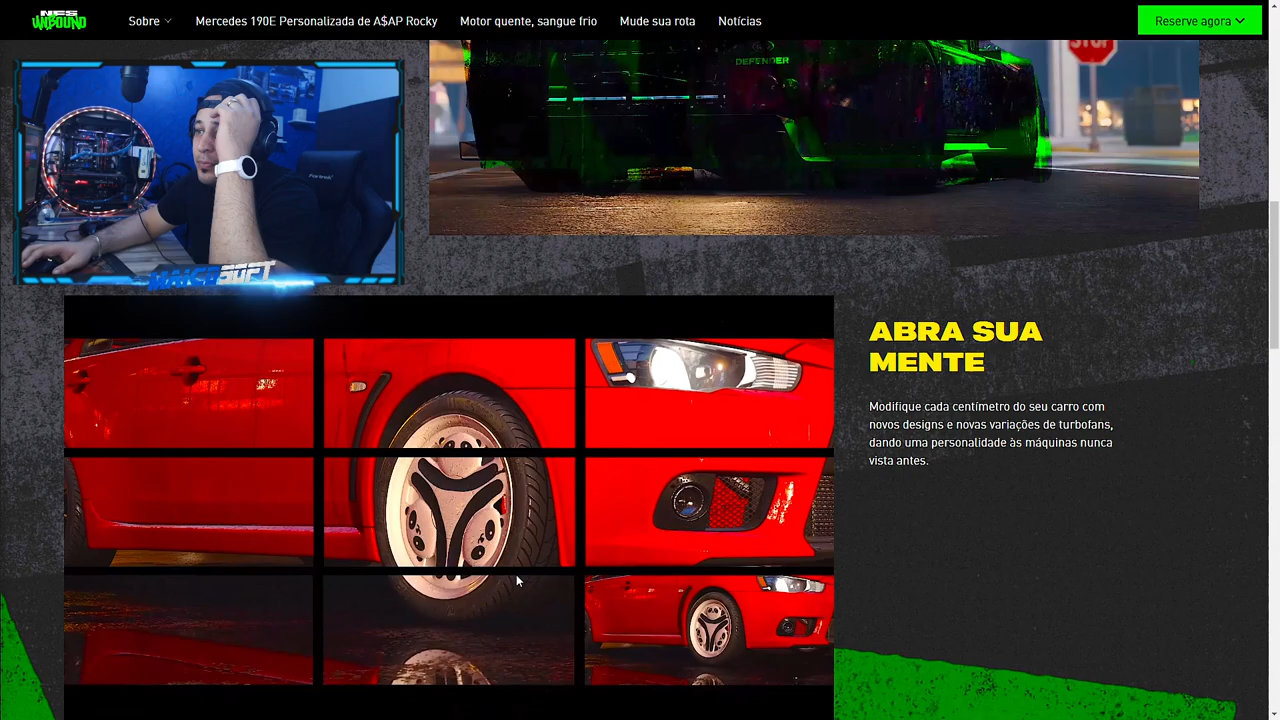 NFS
UNBOUND
Sobre
Mercedes 190E Personalizada de A$AP Rocky
Motor quente, sangue frio
Mude sua rota
Notícias
Reserve agora
DEFENDER
STOP
MAICOSOFT
ABRA SUA
MENTE
Modifique cada centímetro do seu carro com
novos designs e novas variações de turbofans,
dando uma personalidade às máquinas nunca
vista antes.